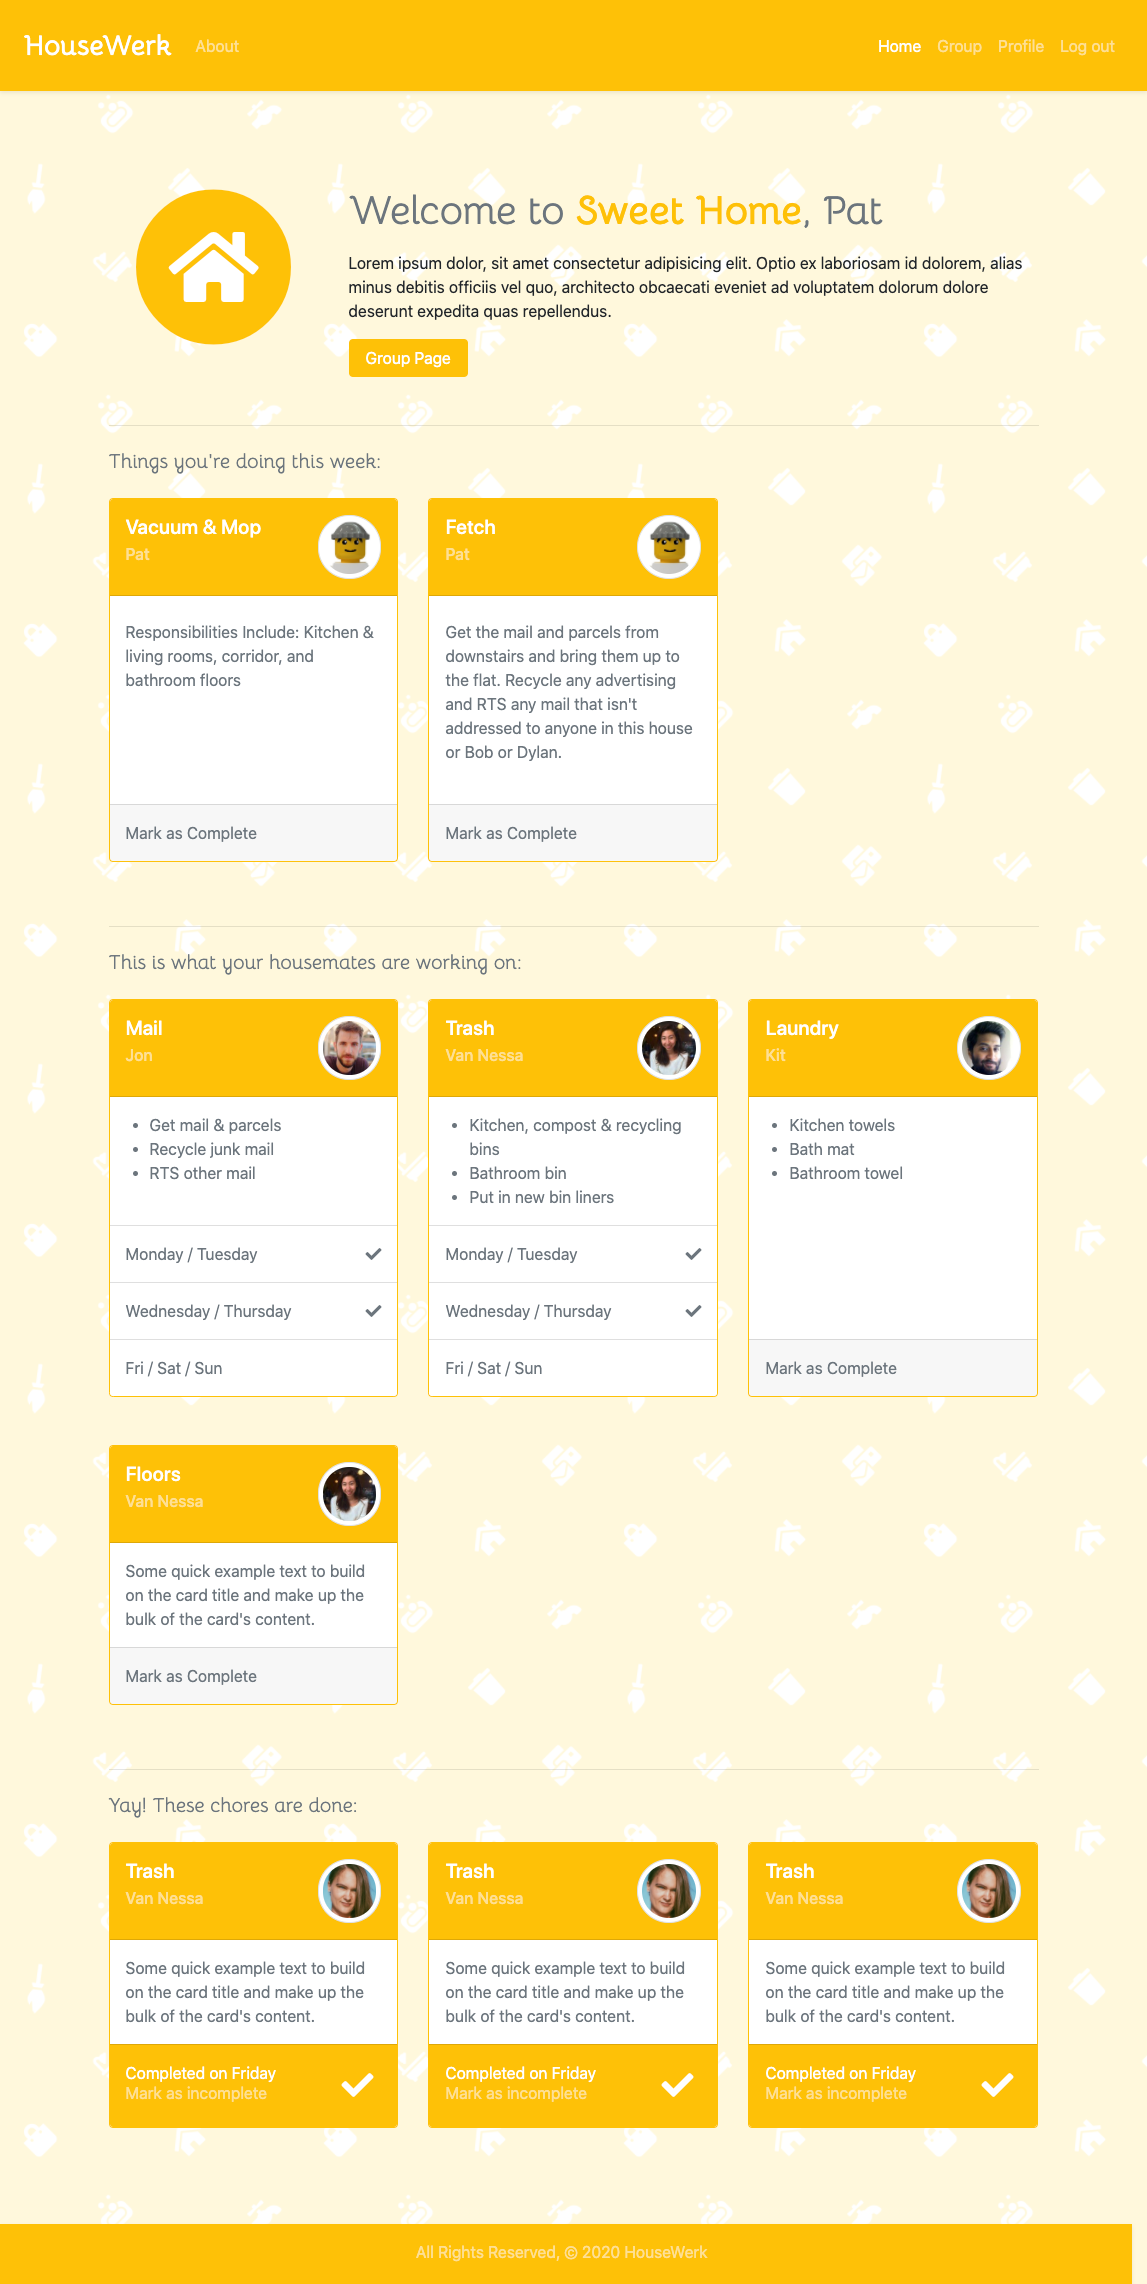 HouseWerk About Home Group Profile Log out
Welcome to Sweet Home, Pat
Lorem ipsum dolor, sit amet consectetur adipisicing elit. Optio ex laboriosam id dolorem, alias
minus debitis officiis vel quo, architecto obcaecati eveniet ad voluptatem dolorum dolore
deserunt expedita quas repellendus.
Group Page
Things you're doing this week:
Vacuum & Mop
Pat
Responsibilities Include: Kitchen &
living rooms, corridor, and
bathroom floors
Mark as Complete
Fetch
Pat
Get the mail and parcels from
downstairs and bring them up to
the flat. Recycle any advertising
and RTS any mail that isn't
addressed to anyone in this house
or Bob or Dylan.
Mark as Complete
This is what your housemates are working on:
Mail
Jon
• Get mail & parcels
• Recycle junk mail
• RTS other mail
Monday / Tuesday
Wednesday / Thursday
Fri / Sat / Sun
Trash
Van Nessa
• Kitchen, compost & recycling
bins
• Bathroom bin
• Put in new bin liners
Monday / Tuesday
Wednesday / Thursday
Fri / Sat / Sun
Laundry
Kit
• Kitchen towels
• Bath mat
• Bathroom towel
Mark as Complete
Floors
Van Nessa
Some quick example text to build
on the card title and make up the
bulk of the card's content.
Mark as Complete
Yay! These chores are done:
Trash
Van Nessa
Some quick example text to build
on the card title and make up the
bulk of the card's content.
Completed on Friday
Mark as incomplete
Trash
Van Nessa
Some quick example text to build
on the card title and make up the
bulk of the card's content.
Completed on Friday
Mark as incomplete
Trash
Van Nessa
Some quick example text to build
on the card title and make up the
bulk of the card's content.
Completed on Friday
Mark as incomplete
All Rights Reserved, © 2020 HouseWerk